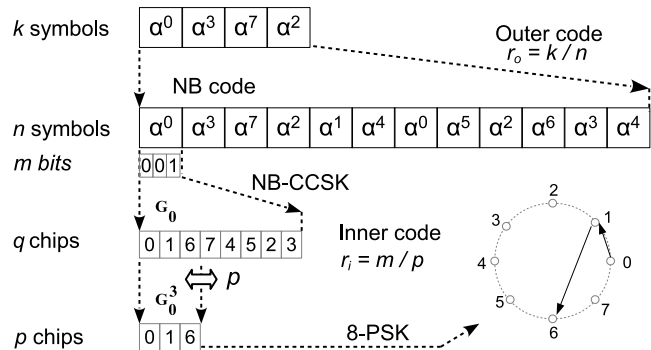 k symbols α⁰ α³ α⁷ α²
Outer code
rₒ = k / n
NB code
n symbols α⁰ α³ α⁷ α² α¹ α⁴ α⁰ α⁵ α² α⁶ α³ α⁴
m bits 0 0 1
NB-CCSK
G₀
q chips 0 1 6 7 4 5 2 3
Inner code
rᵢ = m / p
p
G₀³
p chips 0 1 6
8-PSK
2
3 1
4 0
5 7
6